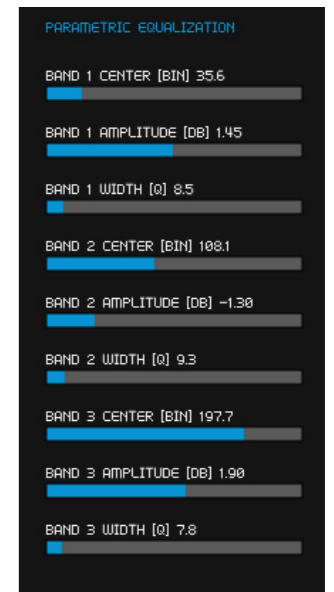 PARAMETRIC EQUALIZATION
BAND 1 CENTER [BIN] 35.6
BAND 1 AMPLITUDE [DB] 1.45
BAND 1 WIDTH [Q] 8.5
BAND 2 CENTER [BIN] 108.1
BAND 2 AMPLITUDE [DB] -1.30
BAND 2 WIDTH [Q] 9.3
BAND 3 CENTER [BIN] 197.7
BAND 3 AMPLITUDE [DB] 1.90
BAND 3 WIDTH [Q] 7.8